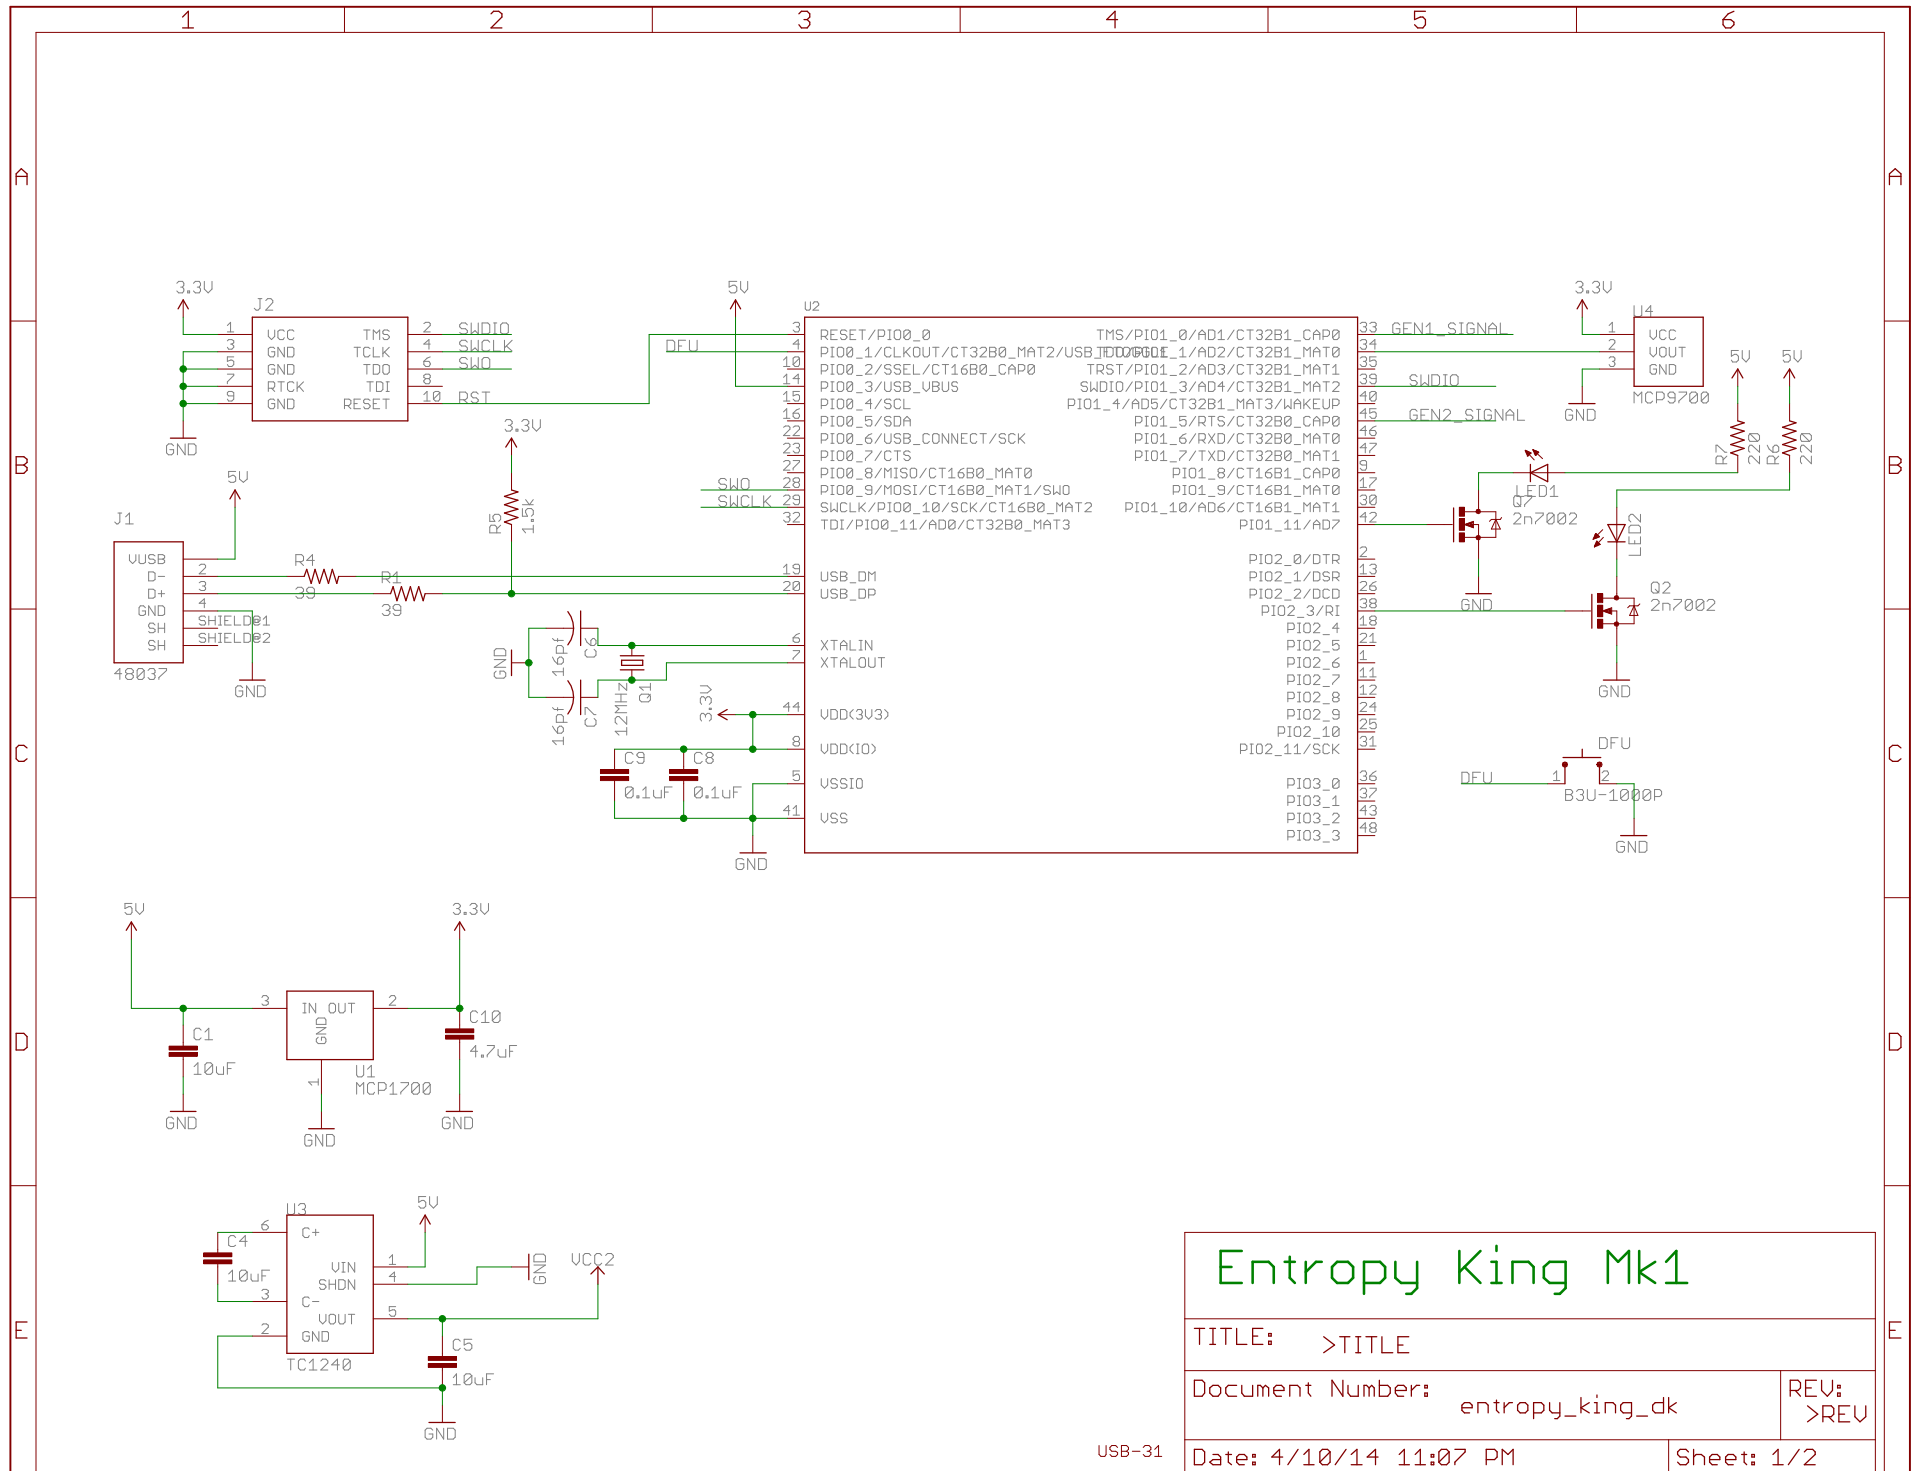 1 2 3 4 5 6
A A
B B
C C
D D
E E
3.3V
J2
1 VCC TMS 2 SWDIO
3 GND TCLK 4 SWCLK
5 GND TDO 6 SWO
7 RTCK TDI 8
9 GND RESET 10 RST
GND
5V
J1
VUSB
D- 2
D+ 3
GND 4
SH SHIELD@1
SH SHIELD@2
48037
GND
R4
39
R1
39
3.3V
R5
1.5k
GND
16pf
C6
16pf
C7
12MHz
Q1
3.3V
C9
0.1uF
C8
0.1uF
GND
5V
DFU
SWO
SWCLK
U2
3 RESET/PIO0_0
4 PIO0_1/CLKOUT/CT32B0_MAT2/USB_FTOGGLE
10 PIO0_2/SSEL/CT16B0_CAP0
14 PIO0_3/USB_VBUS
15 PIO0_4/SCL
16 PIO0_5/SDA
22 PIO0_6/USB_CONNECT/SCK
23 PIO0_7/CTS
27 PIO0_8/MISO/CT16B0_MAT0
28 PIO0_9/MOSI/CT16B0_MAT1/SWO
29 SWCLK/PIO0_10/SCK/CT16B0_MAT2
32 TDI/PIO0_11/AD0/CT32B0_MAT3
19 USB_DM
20 USB_DP
6 XTALIN
7 XTALOUT
44 VDD(3V3)
8 VDD(IO)
5 VSSIO
41 VSS
TMS/PIO1_0/AD1/CT32B1_CAP0 33 GEN1_SIGNAL
TDO/PIO1_1/AD2/CT32B1_MAT0 34
TRST/PIO1_2/AD3/CT32B1_MAT1 35
SWDIO/PIO1_3/AD4/CT32B1_MAT2 39 SWDIO
PIO1_4/AD5/CT32B1_MAT3/WAKEUP 40
PIO1_5/RTS/CT32B0_CAP0 45 GEN2_SIGNAL
PIO1_6/RXD/CT32B0_MAT0 46
PIO1_7/TXD/CT32B0_MAT1 47
PIO1_8/CT16B1_CAP0 9
PIO1_9/CT16B1_MAT0 17
PIO1_10/AD6/CT16B1_MAT1 30
PIO1_11/AD7 42
PIO2_0/DTR 2
PIO2_1/DSR 13
PIO2_2/DCD 26
PIO2_3/RI 38
PIO2_4 18
PIO2_5 21
PIO2_6 1
PIO2_7 11
PIO2_8 12
PIO2_9 24
PIO2_10 25
PIO2_11/SCK 31
PIO3_0 36
PIO3_1 37
PIO3_2 43
PIO3_3 48
3.3V
U4
1 VCC
2 VOUT
3 GND
MCP9700
GND
5V
5V
R7
220
R6
220
LED1
Q7
2n7002
GND
LED2
Q2
2n7002
GND
DFU
DFU
1 2
B3U-1000P
GND
5V
3.3V
3 IN OUT 2
GND
1
U1
MCP1700
C1
10uF
GND
GND
C10
4.7uF
GND
U3
6 C+
C4
10uF
3 C-
2 GND
VIN 1
SHDN 4
VOUT 5
TC1240
5V
GND
VCC2
C5
10uF
GND
Entropy King Mk1
TITLE: >TITLE
Document Number: entropy_king_dk
REV: >REV
USB-31
Date: 4/10/14 11:07 PM
Sheet: 1/2